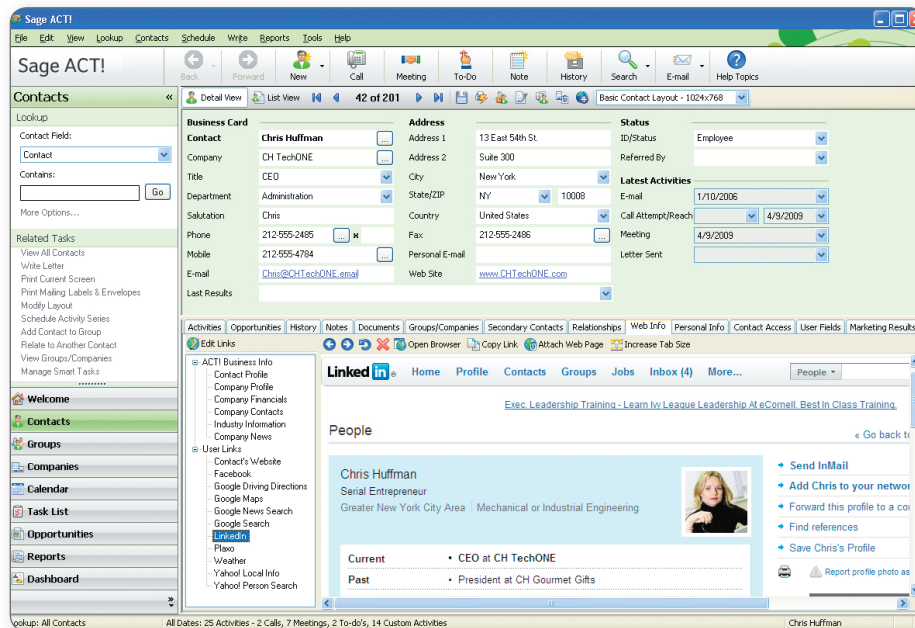 Sage ACT!
File Edit View Lookup Contacts Schedule Write Reports Tools Help
Sage ACT!
Back Forward New Call Meeting To-Do Note History Search E-mail Help Topics
Contacts «
Detail View List View 42 of 201 Basic Contact Layout - 1024x768
Lookup
Contact Field:
Contact
Contains:
Go
More Options...
Related Tasks
View All Contacts
Write Letter
Print Current Screen
Print Mailing Labels & Envelopes
Modify Layout
Schedule Activity Series
Add Contact to Group
Relate to Another Contact
View Groups/Companies
Manage Smart Tasks
Welcome
Contacts
Groups
Companies
Calendar
Task List
Opportunities
Reports
Dashboard
Business Card
Contact Chris Huffman ...
Company CH TechONE ...
Title CEO
Department Administration
Salutation Chris
Phone 212-555-2485 ... x
Mobile 212-555-4784 ...
E-mail Chris@CHTechONE.email
Last Results
Address
Address 1 13 East 54th St.
Address 2 Suite 300
City New York
State/ZIP NY 10008
Country United States
Fax 212-555-2486 ...
Personal E-mail
Web Site www.CHTechONE.com
Status
ID/Status Employee
Referred By
Latest Activities
E-mail 1/10/2006
Call Attempt/Reach 4/9/2009
Meeting 4/9/2009
Letter Sent
Activities Opportunities History Notes Documents Groups/Companies Secondary Contacts Relationships Web Info Personal Info Contact Access User Fields Marketing Results
Edit Links Open Browser Copy Link Attach Web Page Increase Tab Size
ACT! Business Info
Contact Profile
Company Profile
Company Financials
Company Contacts
Industry Information
Company News
User Links
Contact's Website
Facebook
Google Driving Directions
Google Maps
Google News Search
Google Search
LinkedIn
Plaxo
Weather
Yahoo! Local Info
Yahoo! Person Search
Linked in ® Home Profile Contacts Groups Jobs Inbox (4) More... People
Exec. Leadership Training - Learn Ivy League Leadership At eCornell. Best In Class Training.
People
« Go back to
Chris Huffman
Serial Entrepreneur
Greater New York City Area | Mechanical or Industrial Engineering
Current • CEO at CH TechONE
Past • President at CH Gourmet Gifts
Send InMail
Add Chris to your networ
Forward this profile to a co
Find references
Save Chris's Profile
Report profile photo as
ookup: All Contacts All Dates: 25 Activities - 2 Calls, 7 Meetings, 2 To-do's, 14 Custom Activities Chris Huffman